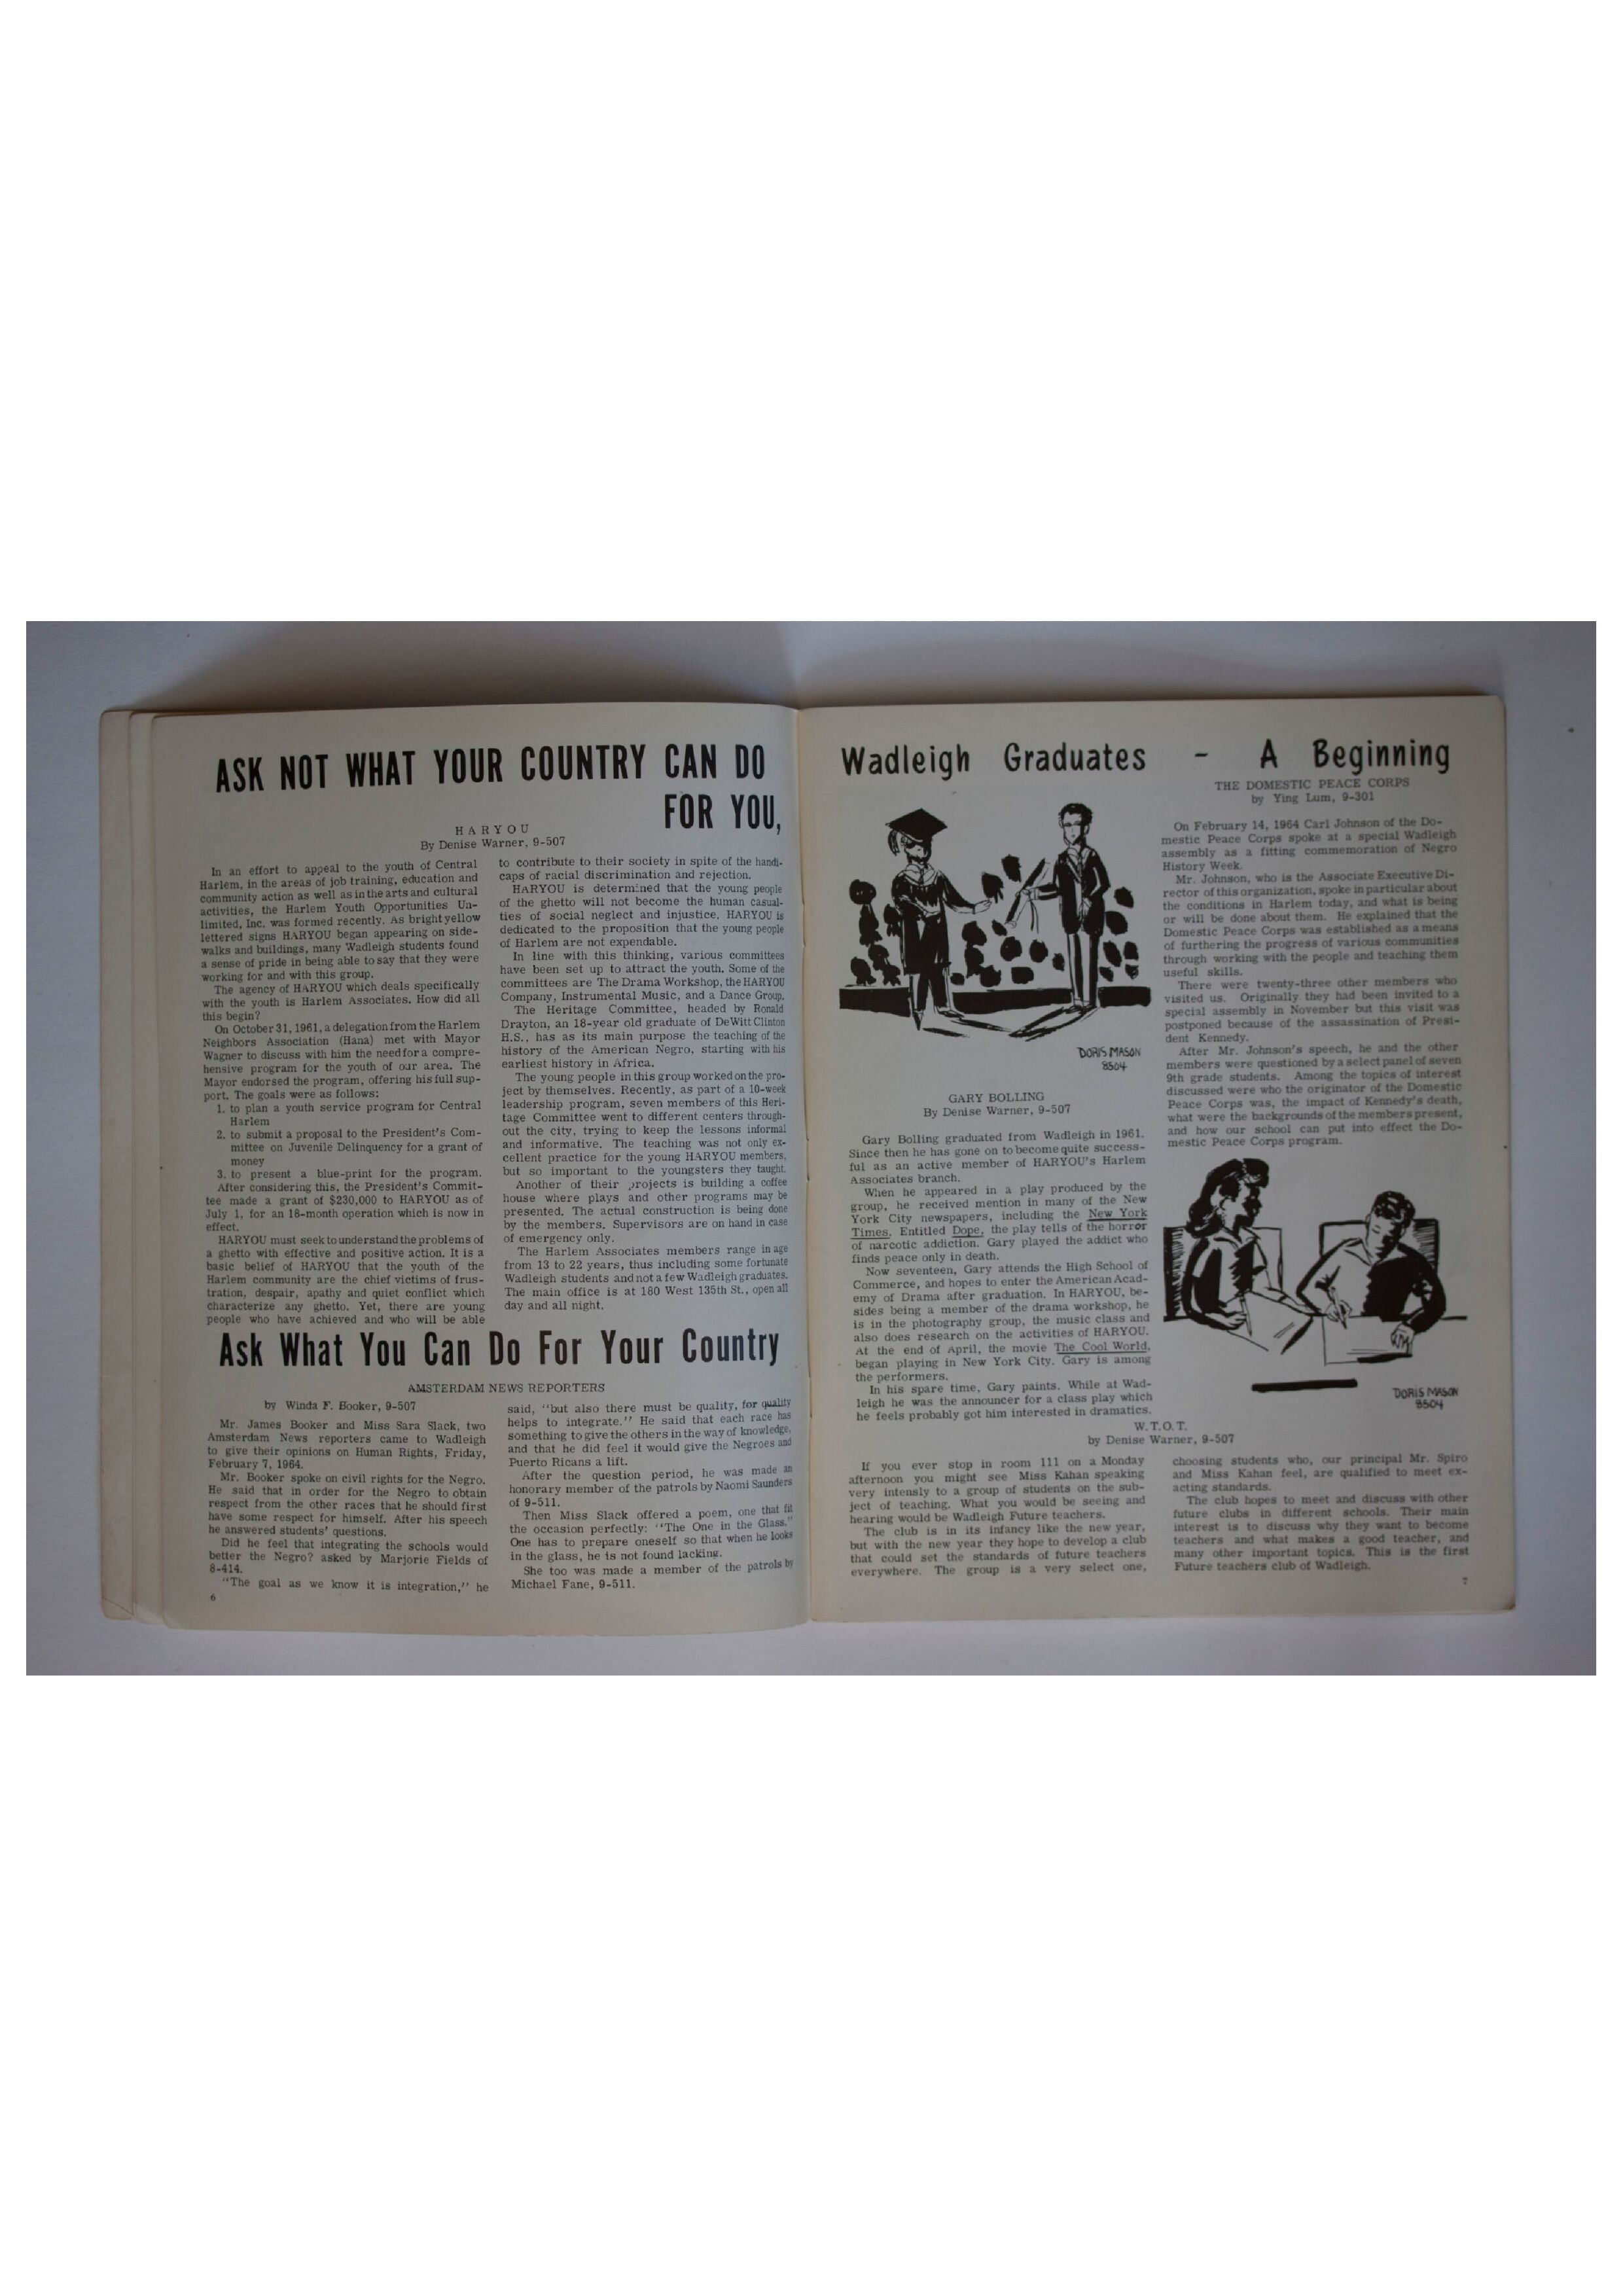 ASK NOT WHAT YOUR COUNTRY CAN DO
FOR YOU,
HARYOU
By Denise Warner, 9-507
In an effort to appeal to the youth of Central
Harlem, in the areas of job training, education and
community action as well as in the arts and cultural
activities, the Harlem Youth Opportunities Un-
limited, Inc. was formed recently. As bright yellow
lettered signs HARYOU began appearing on side-
walks and buildings, many Wadleigh students found
a sense of pride in being able to say that they were
working for and with this group.
The agency of HARYOU which deals specifically
with the youth is Harlem Associates. How did all
this begin?
On October 31, 1961, a delegation from the Harlem
Neighbors Association (Hana) met with Mayor
Wagner to discuss with him the need for a compre-
hensive program for the youth of our area. The
Mayor endorsed the program, offering his full sup-
port. The goals were as follows:
1. to plan a youth service program for Central
Harlem
2. to submit a proposal to the President's Com-
mittee on Juvenile Delinquency for a grant of
money
3. to present a blue-print for the program.
After considering this, the President's Commit-
tee made a grant of $230,000 to HARYOU as of
July 1, for an 18-month operation which is now in
effect.
HARYOU must seek to understand the problems of
a ghetto with effective and positive action. It is a
basic belief of HARYOU that the youth of the
Harlem community are the chief victims of frus-
tration, despair, apathy and quiet conflict which
characterize any ghetto. Yet, there are young
people who have achieved and who will be able
to contribute to their society in spite of the handi-
caps of racial discrimination and rejection.
HARYOU is determined that the young people
of the ghetto will not become the human casual-
ties of social neglect and injustice. HARYOU is
dedicated to the proposition that the young people
of Harlem are not expendable.
In line with this thinking, various committees
have been set up to attract the youth. Some of the
committees are The Drama Workshop, the HARYOU
Company, Instrumental Music, and a Dance Group.
The Heritage Committee, headed by Ronald
Drayton, an 18-year old graduate of DeWitt Clinton
H.S., has as its main purpose the teaching of the
history of the American Negro, starting with his
earliest history in Africa.
The young people in this group worked on the pro-
ject by themselves. Recently, as part of a 10-week
leadership program, seven members of this Heri-
tage Committee went to different centers through-
out the city, trying to keep the lessons informal
and informative. The teaching was not only ex-
cellent practice for the young HARYOU members,
but so important to the youngsters they taught.
Another of their projects is building a coffee
house where plays and other programs may be
presented. The actual construction is being done
by the members. Supervisors are on hand in case
of emergency only.
The Harlem Associates members range in age
from 13 to 22 years, thus including some fortunate
Wadleigh students and not a few Wadleigh graduates.
The main office is at 180 West 135th St., open all
day and all night.
Ask What You Can Do For Your Country
AMSTERDAM NEWS REPORTERS
by Winda F. Booker, 9-507
Mr. James Booker and Miss Sara Slack, two
Amsterdam News reporters came to Wadleigh
to give their opinions on Human Rights, Friday,
February 7, 1964.
Mr. Booker spoke on civil rights for the Negro.
He said that in order for the Negro to obtain
respect from the other races that he should first
have some respect for himself. After his speech
he answered students' questions.
Did he feel that integrating the schools would
better the Negro? asked by Marjorie Fields of
8-414.
"The goal as we know it is integration," he
said, "but also there must be quality, for quality
helps to integrate." He said that each race has
something to give the others in the way of knowledge,
and that he did feel it would give the Negroes and
Puerto Ricans a lift.
After the question period, he was made an
honorary member of the patrols by Naomi Saunders
of 9-511.
Then Miss Slack offered a poem, one that fit
the occasion perfectly: "The One in the Glass."
One has to prepare oneself so that when he looks
in the glass, he is not found lacking.
She too was made a member of the patrols by
Michael Fane, 9-511.
6
Wadleigh Graduates - A Beginning
DORIS MASON
8504
GARY BOLLING
By Denise Warner, 9-507
Gary Bolling graduated from Wadleigh in 1961.
Since then he has gone on to become quite success-
ful as an active member of HARYOU's Harlem
Associates branch.
When he appeared in a play produced by the
group, he received mention in many of the New
York City newspapers, including the New York
Times. Entitled Dope, the play tells of the horror
of narcotic addiction. Gary played the addict who
finds peace only in death.
Now seventeen, Gary attends the High School of
Commerce, and hopes to enter the American Acad-
emy of Drama after graduation. In HARYOU, be-
sides being a member of the drama workshop, he
is in the photography group, the music class and
also does research on the activities of HARYOU.
At the end of April, the movie The Cool World,
began playing in New York City. Gary is among
the performers.
In his spare time, Gary paints. While at Wad-
leigh he was the announcer for a class play which
he feels probably got him interested in dramatics.
THE DOMESTIC PEACE CORPS
by Ying Lum, 9-301
On February 14, 1964 Carl Johnson of the Do-
mestic Peace Corps spoke at a special Wadleigh
assembly as a fitting commemoration of Negro
History Week.
Mr. Johnson, who is the Associate Executive Di-
rector of this organization, spoke in particular about
the conditions in Harlem today, and what is being
or will be done about them. He explained that the
Domestic Peace Corps was established as a means
of furthering the progress of various communities
through working with the people and teaching them
useful skills.
There were twenty-three other members who
visited us. Originally they had been invited to a
special assembly in November but this visit was
postponed because of the assassination of Presi-
dent Kennedy.
After Mr. Johnson's speech, he and the other
members were questioned by a select panel of seven
9th grade students. Among the topics of interest
discussed were who the originator of the Domestic
Peace Corps was, the impact of Kennedy's death,
what were the backgrounds of the members present,
and how our school can put into effect the Do-
mestic Peace Corps program.
DORIS MASON
8504
W.T.O.T.
by Denise Warner, 9-507
If you ever stop in room 111 on a Monday
afternoon you might see Miss Kahan speaking
very intensly to a group of students on the sub-
ject of teaching. What you would be seeing and
hearing would be Wadleigh Future teachers.
The club is in its infancy like the new year,
but with the new year they hope to develop a club
that could set the standards of future teachers
everywhere. The group is a very select one,
choosing students who, our principal Mr. Spiro
and Miss Kahan feel, are qualified to meet ex-
acting standards.
The club hopes to meet and discuss with other
future clubs in different schools. Their main
interest is to discuss why they want to become
teachers and what makes a good teacher, and
many other important topics. This is the first
Future teachers club of Wadleigh.
7